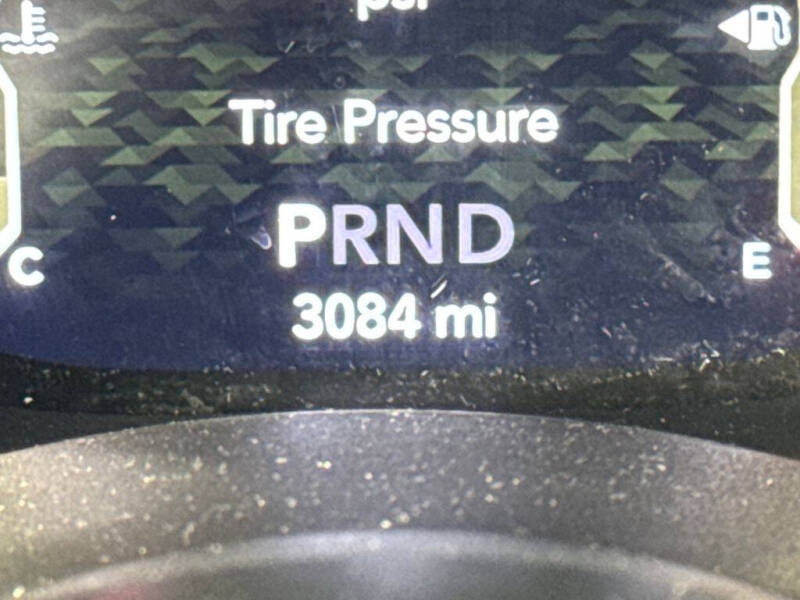 psi
Tire Pressure
PRND
C
E
3084 mi